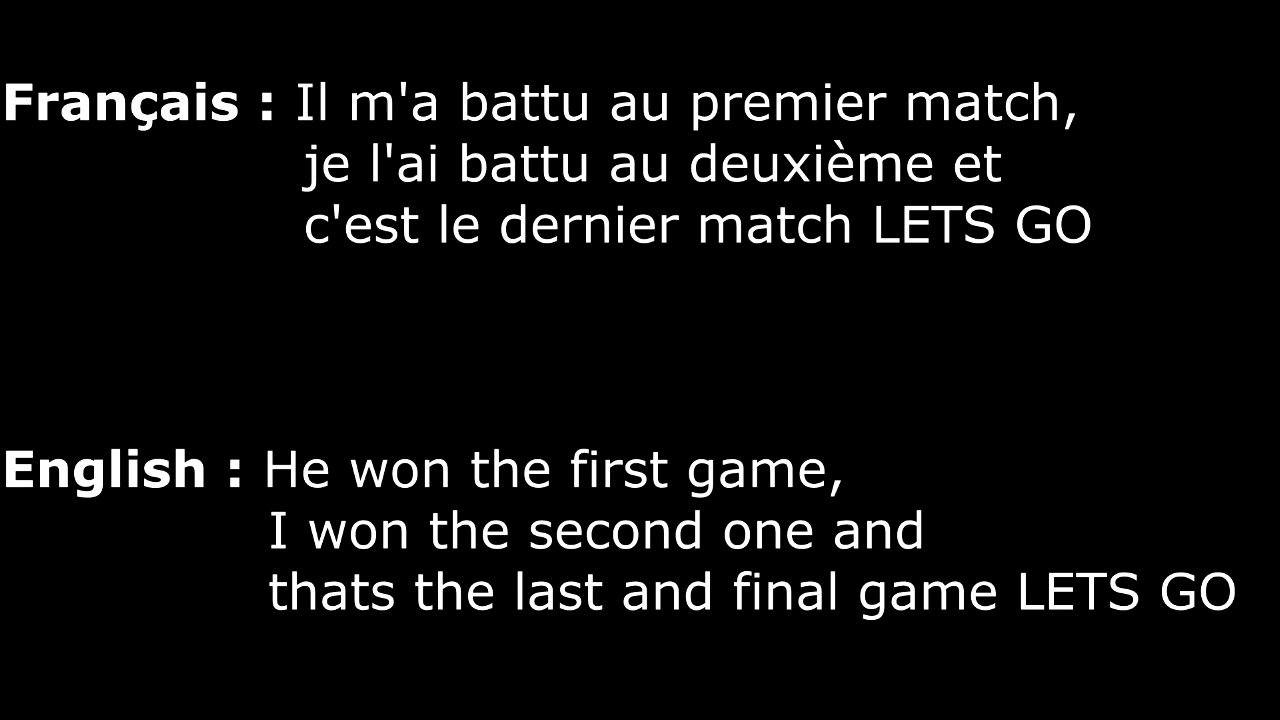 Français : Il m'a battu au premier match,
je l'ai battu au deuxième et
c'est le dernier match LETS GO
English : He won the first game,
I won the second one and
thats the last and final game LETS GO